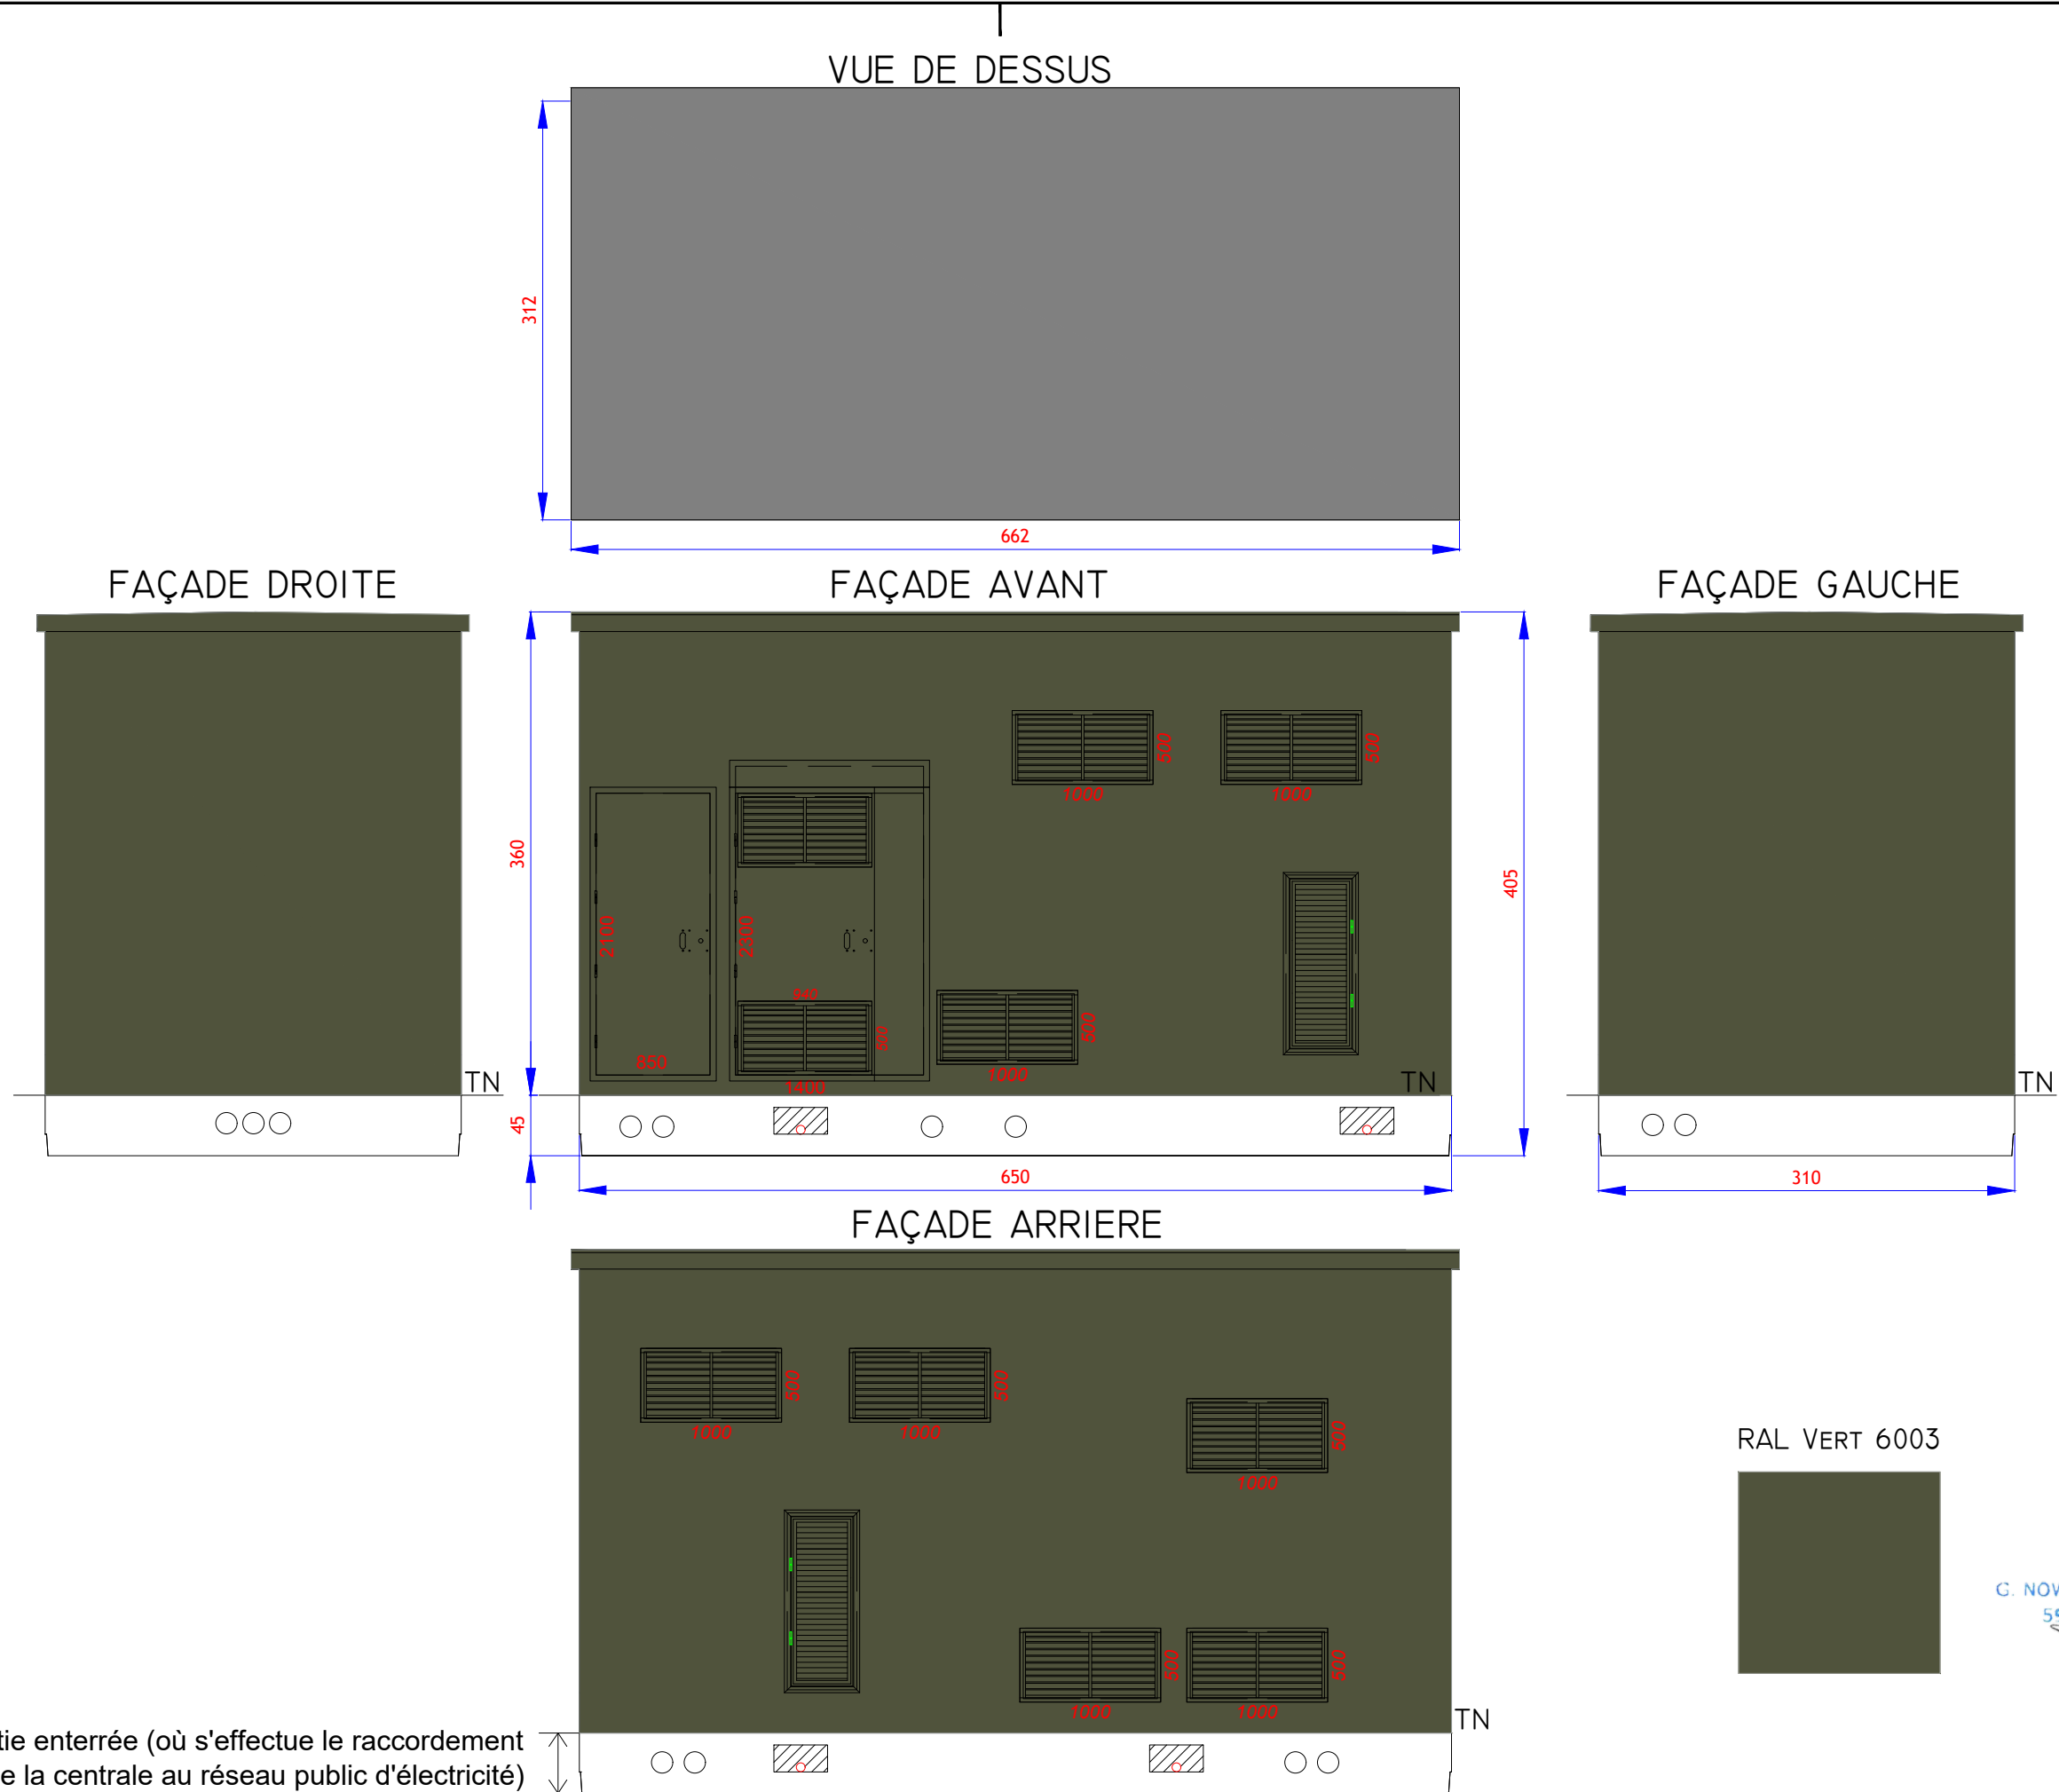 VUE DE DESSUS
312
662
FAÇADE DROITE
FAÇADE AVANT
FAÇADE GAUCHE
500
500
1000
1000
360
405
2100
2300
940
500
500
850
1400
1000
TN
TN
TN
45
650
310
FAÇADE ARRIERE
500
500
1000
1000
500
1000
RAL VERT 6003
500
500
1000
1000
TN
tie enterrée (où s'effectue le raccordement
e la centrale au réseau public d'électricité)
G. NOV